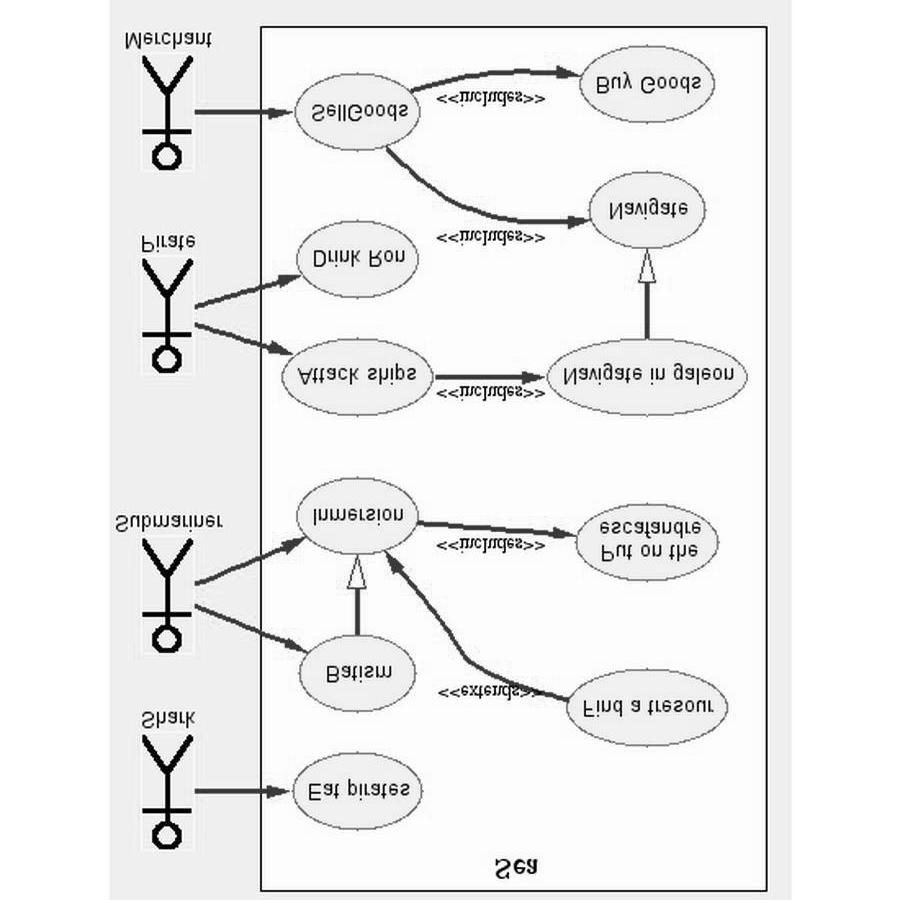 Sea
Eat pirates
Shark
Find a tresour
<<extends>>
Batism
Put on the
escafandre
<<includes>>
Inmersion
Submariner
Attack ships
<<includes>>
Navigate in galeon
Drink Ron
Pirate
<<includes>>
Navigate
SellGoods
<<includes>>
Buy Goods
Merchant